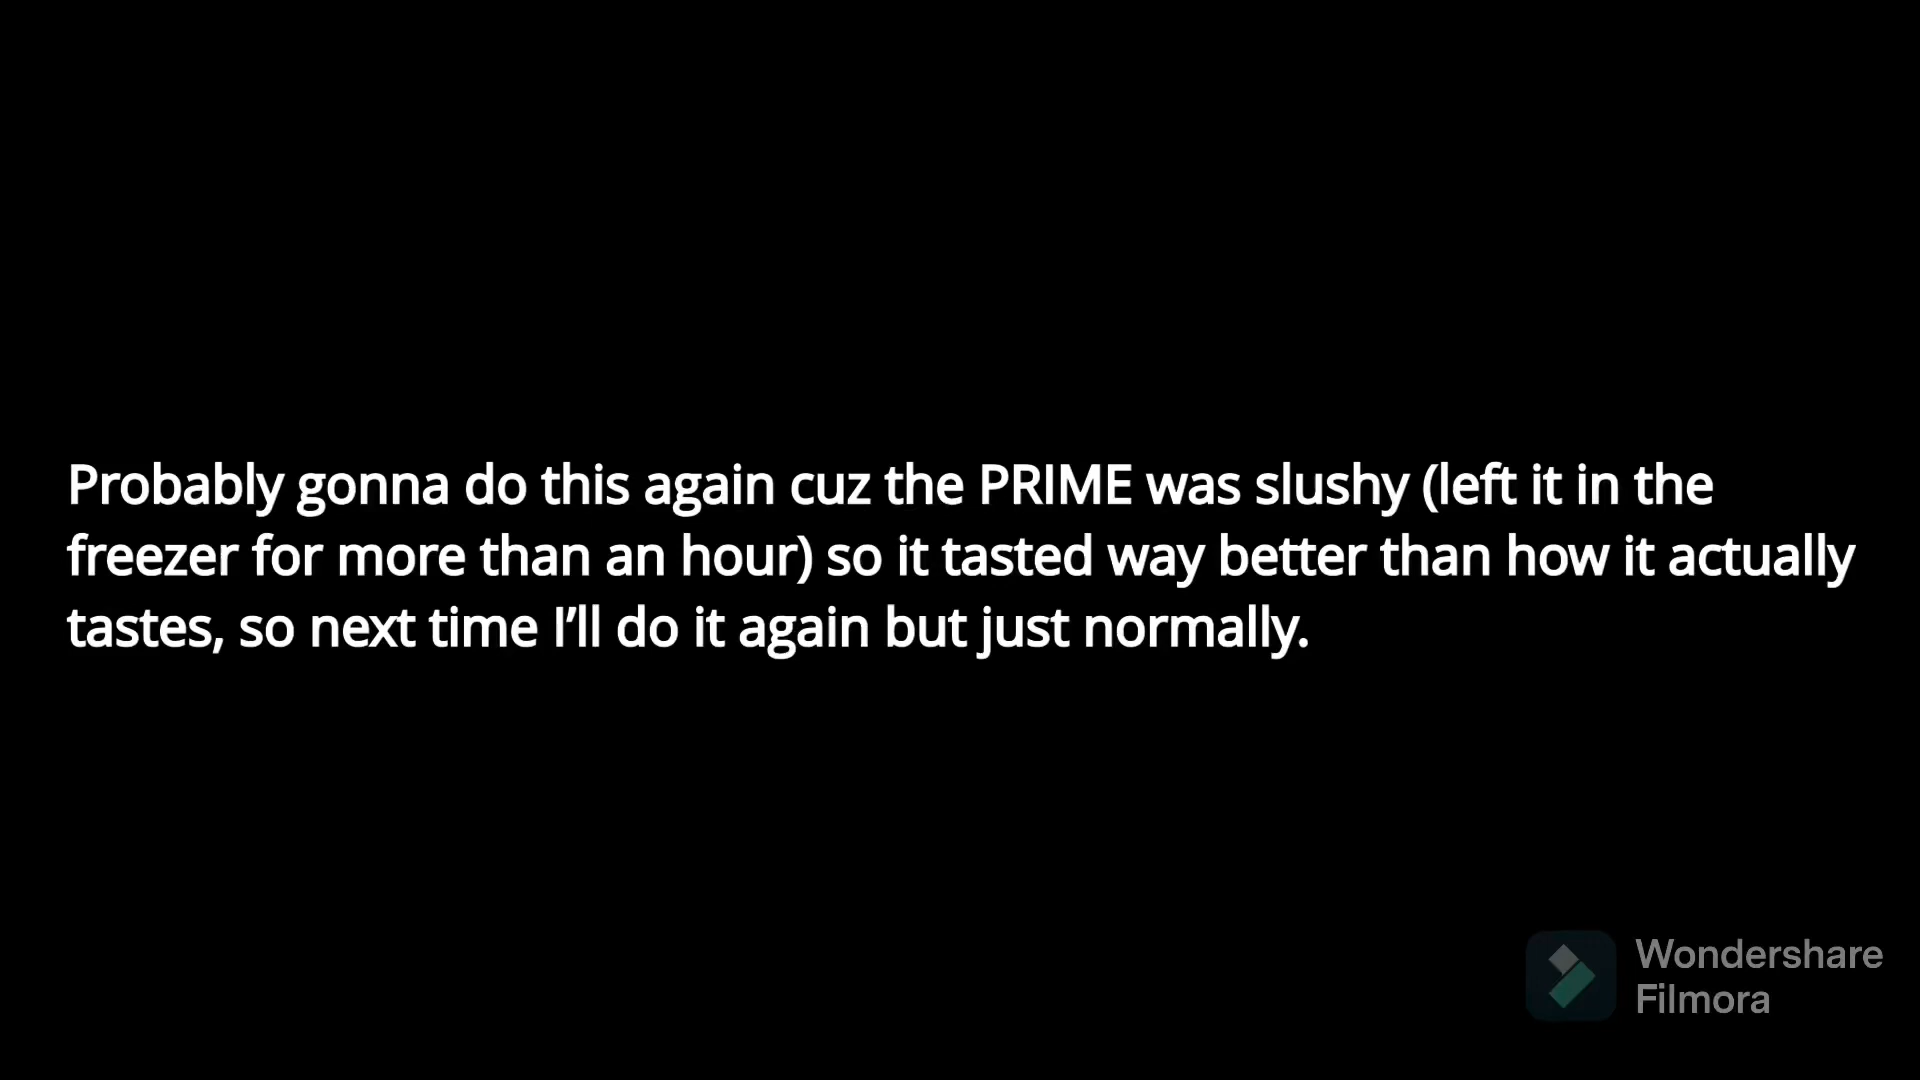 Probably gonna do this again cuz the PRIME was slushy (left it in the
freezer for more than an hour) so it tasted way better than how it actually
tastes, so next time I’ll do it again but just normally.
Wondershare
Filmora